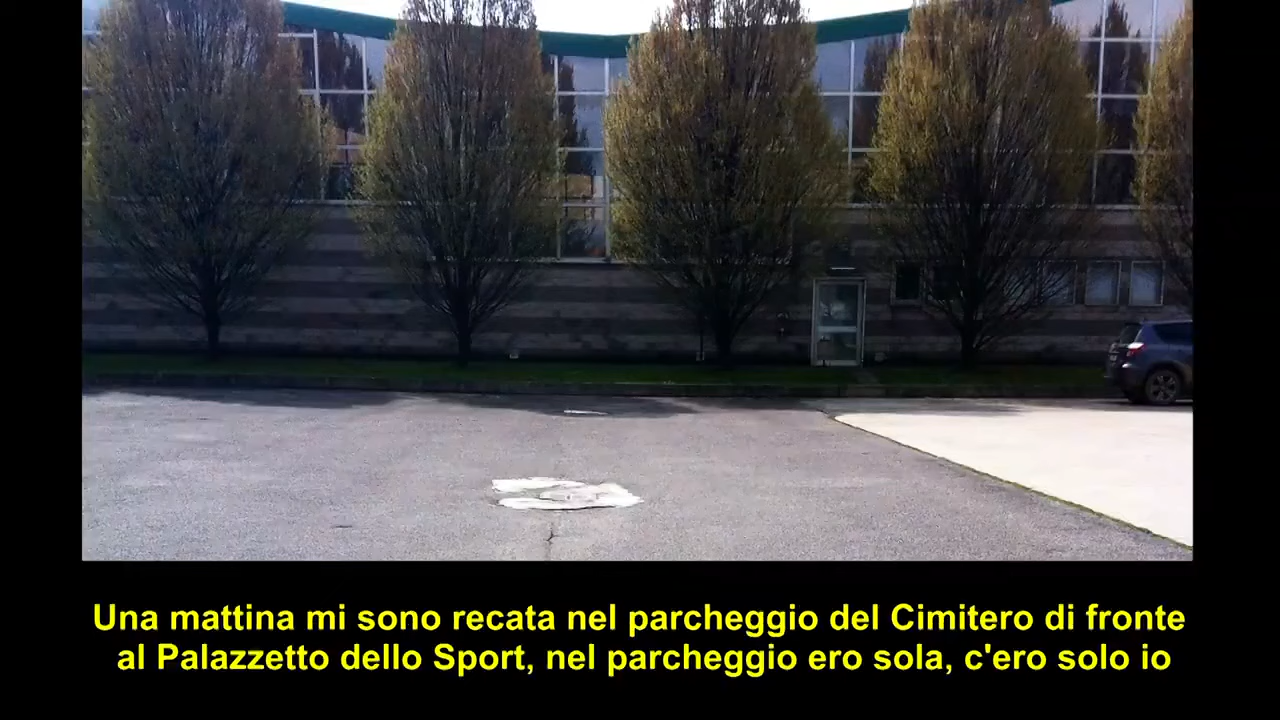 Una mattina mi sono recata nel parcheggio del Cimitero di fronte
al Palazzetto dello Sport, nel parcheggio ero sola, c'ero solo io